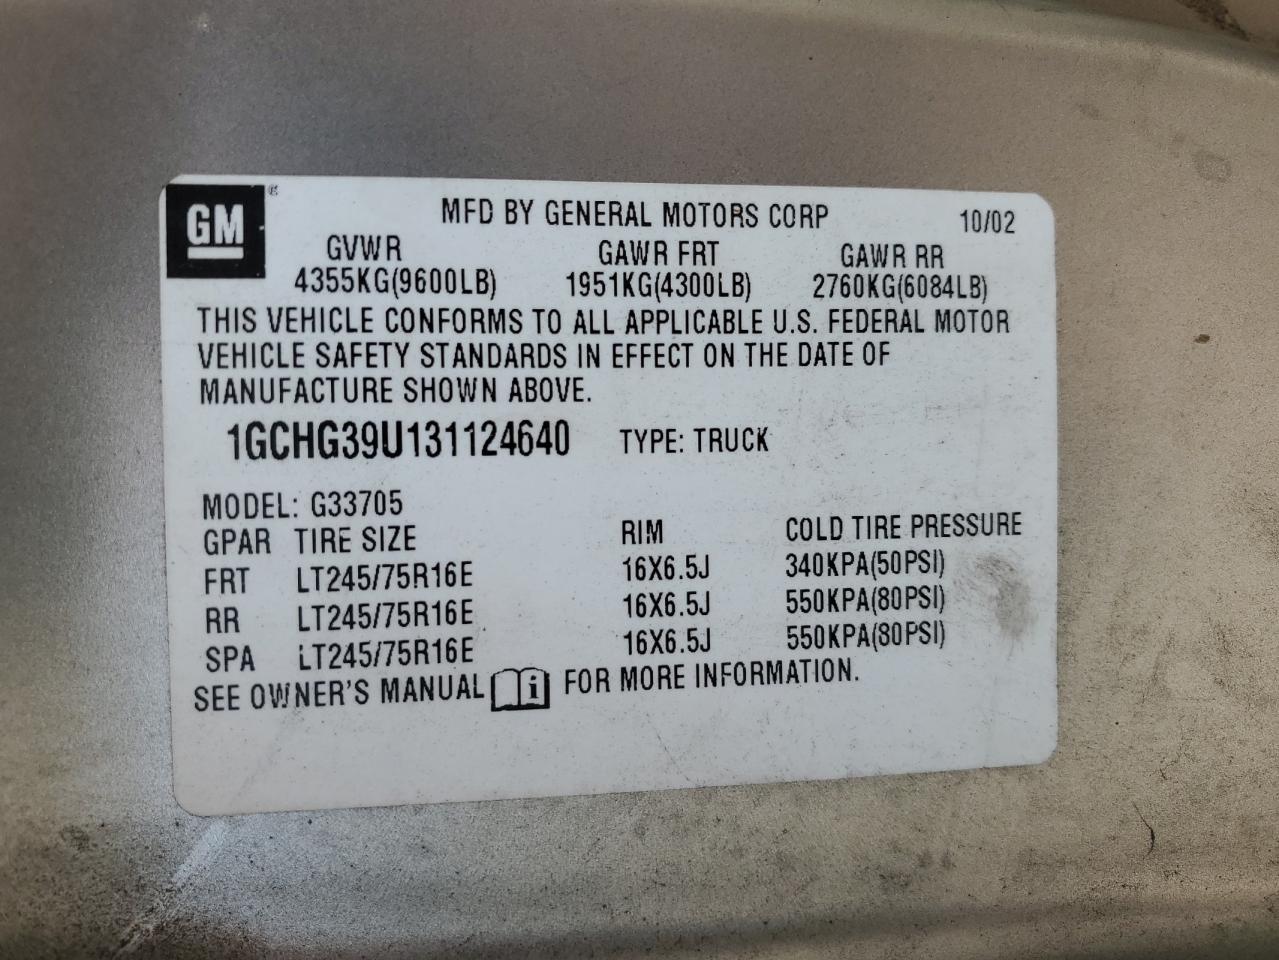 GM ®
MFD BY GENERAL MOTORS CORP 10/02
GVWR GAWR FRT GAWR RR
4355KG(9600LB) 1951KG(4300LB) 2760KG(6084LB)
THIS VEHICLE CONFORMS TO ALL APPLICABLE U.S. FEDERAL MOTOR
VEHICLE SAFETY STANDARDS IN EFFECT ON THE DATE OF
MANUFACTURE SHOWN ABOVE.
1GCHG39U131124640 TYPE: TRUCK
MODEL: G33705
GPAR TIRE SIZE RIM COLD TIRE PRESSURE
FRT LT245/75R16E 16X6.5J 340KPA(50PSI)
RR LT245/75R16E 16X6.5J 550KPA(80PSI)
SPA LT245/75R16E 16X6.5J 550KPA(80PSI)
SEE OWNER'S MANUAL i FOR MORE INFORMATION.